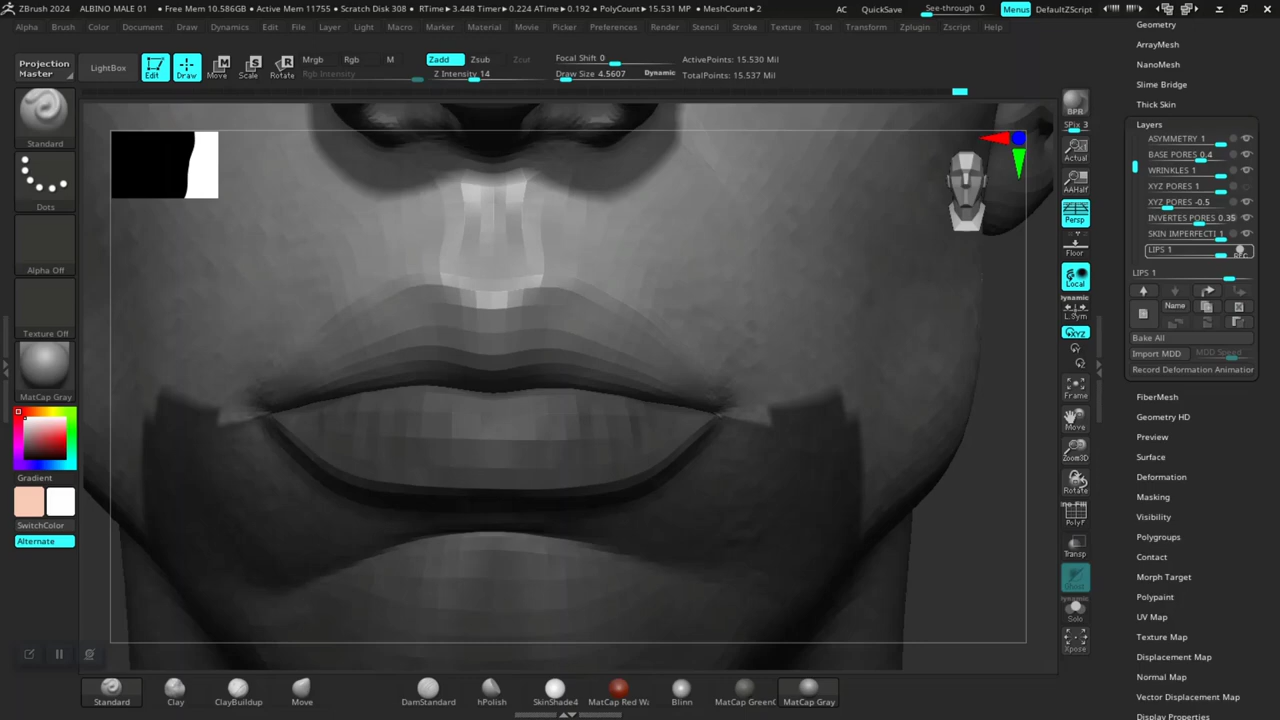 ZBrush 2024 ALBINO MALE 01 • Free Mem 10.586GB • Active Mem 11755 • Scratch Disk 308 • RTime▸3.448 Timer▸0.224 ATime▸0.192 • PolyCount▸15.531 MP • MeshCount▸2 AC QuickSave See-through 0 Menus DefaultZScript
Alpha Brush Color Document Draw Dynamics Edit File Layer Light Macro Marker Material Movie Picker Preferences Render Stencil Stroke Texture Tool Transform Zplugin Zscript Help
Projection Master
LightBox
Edit
Draw
Move
Scale
Rotate
Mrgb Rgb M
Rgb Intensity
Zadd Zsub Zcut
Z Intensity 14
Focal Shift 0
Draw Size 4.5607 Dynamic
ActivePoints: 15.530 Mil
TotalPoints: 15.537 Mil
Standard
Dots
Alpha Off
Texture Off
MatCap Gray
Gradient
SwitchColor
Alternate
BPR
SPix 3
Actual
AAHalf
Persp
Floor
Local
Dynamic
L.Sym
XYZ
Frame
Move
Zoom3D
Rotate
PolyF
Transp
Ghost
Dynamic
Solo
Xpose
Geometry
ArrayMesh
NanoMesh
Slime Bridge
Thick Skin
Layers
ASYMMETRY 1
BASE PORES 0.4
WRINKLES 1
XYZ PORES 1
XYZ PORES -0.5
INVERTES PORES 0.35
SKIN IMPERFECTI 1
LIPS 1 REC
LIPS 1
Name
Bake All
Import MDD MDD Speed
Record Deformation Animation
FiberMesh
Geometry HD
Preview
Surface
Deformation
Masking
Visibility
Polygroups
Contact
Morph Target
Polypaint
UV Map
Texture Map
Displacement Map
Normal Map
Vector Displacement Map
Display Properties
Standard Clay ClayBuildup Move DamStandard hPolish SkinShade4 MatCap Red Wa Blinn MatCap GreenC MatCap Gray